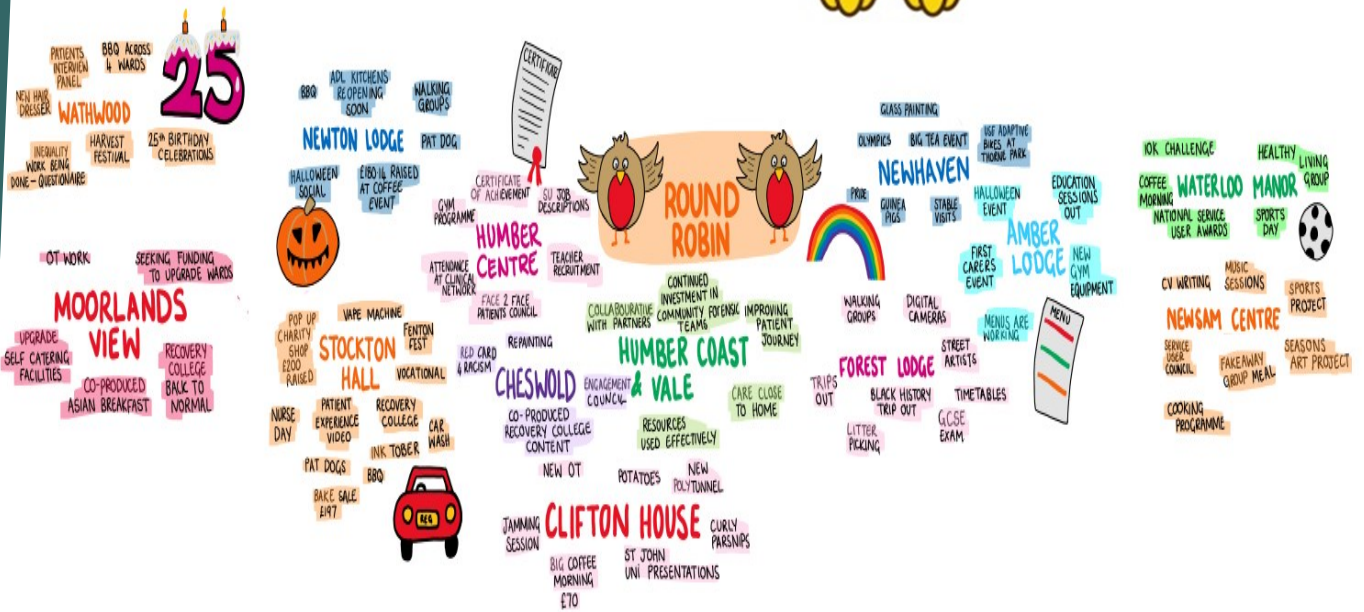 PATIENTS
INTERVIEW
PANEL
BBQ ACROSS
4 WARDS
25
NEW HAIR
DRESSER
WATHWOOD
INEQUALITY
WORK BEING
DONE - QUESTIONAIRE
HARVEST
FESTIVAL
25th BIRTHDAY
CELEBRATIONS
OT WORK
SEEKING FUNDING
TO UPGRADE WARDS
MOORLANDS
VIEW
UPGRADE
SELF CATERING
FACILITIES
CO-PRODUCED
ASIAN BREAKFAST
RECOVERY
COLLEGE
BACK TO
NORMAL
BBQ
ADL KITCHENS
REOPENING
SOON
WALKING
GROUPS
NEWTON LODGE
PAT DOG
HALLOWEEN
SOCIAL
£180.16 RAISED
AT COFFEE
EVENT
CERTIFICATE
CERTIFICATE
OF ACHIEVEMENT
SU JOB
DESCRIPTIONS
GYM
PROGRAMME
HUMBER
CENTRE
ATTENDANCE
AT CLINICAL
NETWORK
TEACHER
RECRUITMENT
FACE 2 FACE
PATIENTS COUNCIL
ROUND
ROBIN
POP UP
CHARITY
SHOP
£200
RAISED
VAPE MACHINE
FENTON
FEST
STOCKTON
HALL
VOCATIONAL
NURSE
DAY
PATIENT
EXPERIENCE
VIDEO
RECOVERY
COLLEGE
CAR
WASH
INK TOBER
PAT DOGS
BBQ
BAKE SALE
£197
REG
RED CARD
4 RACISM
REPAINTING
CHESWOLD
ENGAGEMENT
COUNCIL
CO-PRODUCED
RECOVERY COLLEGE
CONTENT
CONTINUED
INVESTMENT IN
COMMUNITY FORENSIC
TEAMS
COLLABOURATIVE
WITH PARTNERS
IMPROVING
PATIENT
JOURNEY
HUMBER COAST
& VALE
CARE CLOSE
TO HOME
RESOURCES
USED EFFECTIVELY
NEW OT
POTATOES
NEW
POLYTUNNEL
CLIFTON HOUSE
JAMMING
SESSION
CURLY
PARSNIPS
BIG COFFEE
MORNING
£70
ST JOHN
UNI PRESENTATIONS
GLASS PAINTING
OLYMPICS
BIG TEA EVENT
USE ADAPTIVE
BIKES AT
THORNE PARK
NEWHAVEN
PRIDE
GUINEA
PIGS
STABLE
VISITS
HALLOWEEN
EVENT
EDUCATION
SESSIONS
OUT
AMBER
LODGE
FIRST
CARERS
EVENT
NEW
GYM
EQUIPMENT
MENUS ARE
WORKING
MENU
WALKING
GROUPS
DIGITAL
CAMERAS
STREET
ARTISTS
FOREST LODGE
TRIPS
OUT
BLACK HISTORY
TRIP OUT
TIMETABLES
LITTER
PICKING
GCSE
EXAM
10K CHALLENGE
HEALTHY
LIVING
GROUP
COFFEE
MORNING
WATERLOO MANOR
NATIONAL SERVICE
USER AWARDS
SPORTS
DAY
CV WRITING
MUSIC
SESSIONS
SPORTS
PROJECT
NEWSAM CENTRE
SERVICE
USER
COUNCIL
FAKEAWAY
GROUP MEAL
SEASONS
ART PROJECT
COOKING
PROGRAMME